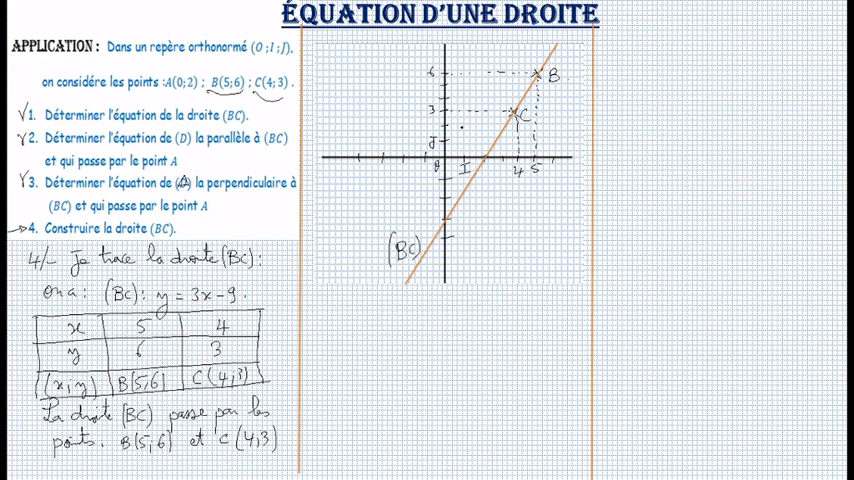 ÉQUATION D'UNE DROITE
APPLICATION : Dans un repère orthonormé (O ;I ;J),
on considére les points :A(0;2) ; B(5;6) ; C(4;3) .
1. Déterminer l'équation de la droite (BC).
2. Déterminer l'équation de (D) la parallèle à (BC)
et qui passe par le point A
3. Déterminer l'équation de (Δ) la perpendiculaire à
(BC) et qui passe par le point A
4. Construire la droite (BC).
4/- Je trace la droite (BC) :
on a : (BC) : y = 3x - 9 .
x 5 4
y 6 3
(x,y) B(5,6) C(4;3)
La droite (BC) passe par les
points . B(5;6) et C(4;3)
6 B
3 C
J
O I 4 5
(BC)